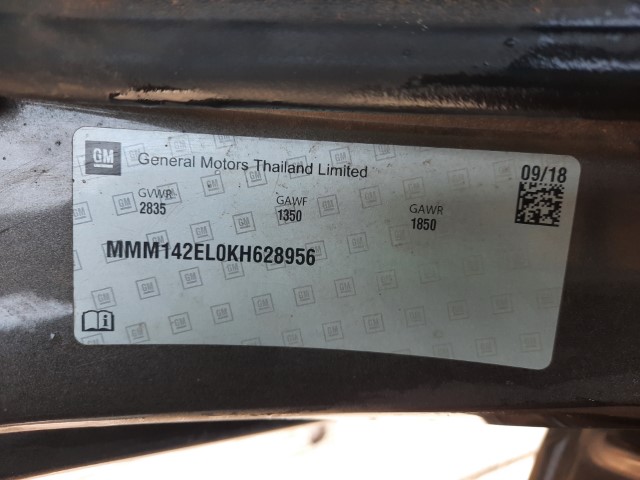 GM General Motors Thailand Limited
09/18
GVWR GAWF GAWR
2835 1350 1850
MMM142EL0KH628956